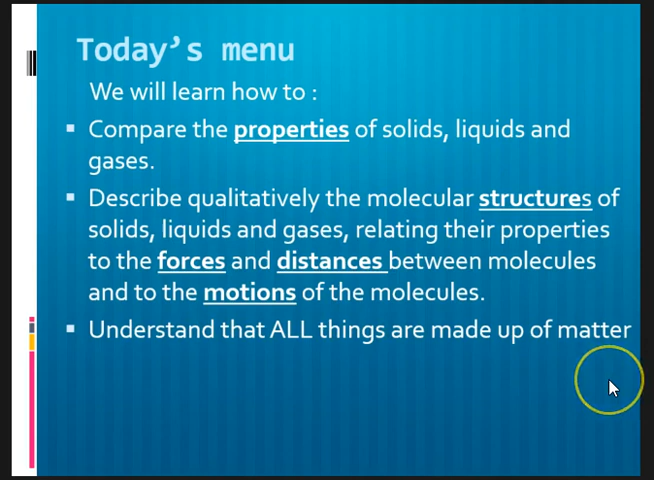 Today's menu
We will learn how to :
▪ Compare the properties of solids, liquids and
gases.
▪ Describe qualitatively the molecular structures of
solids, liquids and gases, relating their properties
to the forces and distances between molecules
and to the motions of the molecules.
▪ Understand that ALL things are made up of matter